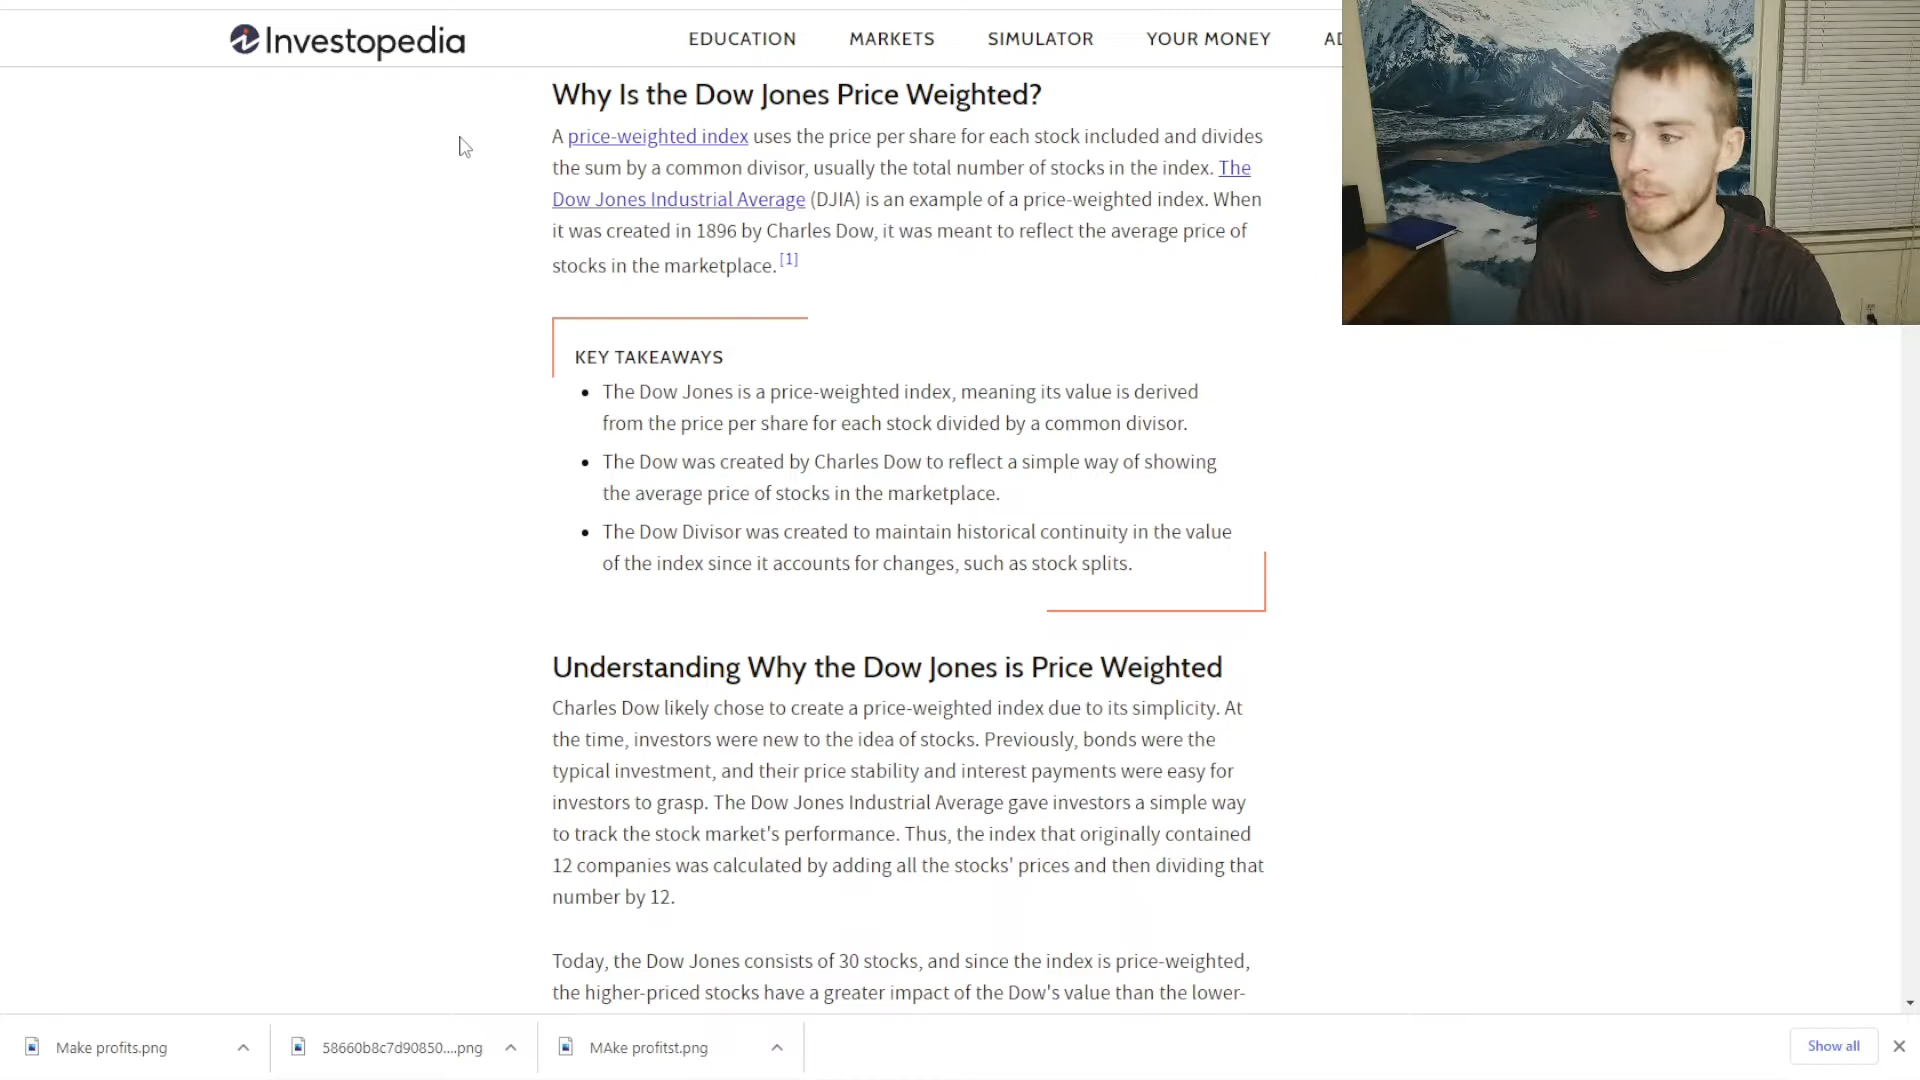 Investopedia
EDUCATION MARKETS SIMULATOR YOUR MONEY
Why Is the Dow Jones Price Weighted?
A price-weighted index uses the price per share for each stock included and divides
the sum by a common divisor, usually the total number of stocks in the index. The
Dow Jones Industrial Average (DJIA) is an example of a price-weighted index. When
it was created in 1896 by Charles Dow, it was meant to reflect the average price of
stocks in the marketplace. [1]
KEY TAKEAWAYS
• The Dow Jones is a price-weighted index, meaning its value is derived
from the price per share for each stock divided by a common divisor.
• The Dow was created by Charles Dow to reflect a simple way of showing
the average price of stocks in the marketplace.
• The Dow Divisor was created to maintain historical continuity in the value
of the index since it accounts for changes, such as stock splits.
Understanding Why the Dow Jones is Price Weighted
Charles Dow likely chose to create a price-weighted index due to its simplicity. At
the time, investors were new to the idea of stocks. Previously, bonds were the
typical investment, and their price stability and interest payments were easy for
investors to grasp. The Dow Jones Industrial Average gave investors a simple way
to track the stock market's performance. Thus, the index that originally contained
12 companies was calculated by adding all the stocks' prices and then dividing that
number by 12.
Today, the Dow Jones consists of 30 stocks, and since the index is price-weighted,
the higher-priced stocks have a greater impact of the Dow's value than the lower-
Make profits.png 58660b8c7d90850....png MAke profitst.png Show all